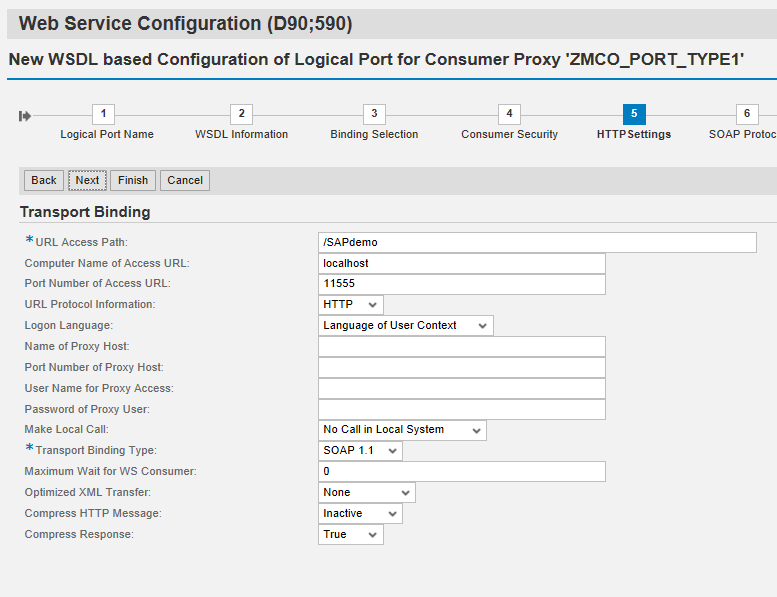 Web Service Configuration (D90;590)
New WSDL based Configuration of Logical Port for Consumer Proxy 'ZMCO_PORT_TYPE1'
1 2 3 4 5 6
Logical Port Name WSDL Information Binding Selection Consumer Security HTTPSettings SOAP Protoc
Back Next Finish Cancel
Transport Binding
*URL Access Path: /SAPdemo
Computer Name of Access URL: localhost
Port Number of Access URL: 11555
URL Protocol Information: HTTP
Logon Language: Language of User Context
Name of Proxy Host:
Port Number of Proxy Host:
User Name for Proxy Access:
Password of Proxy User:
Make Local Call: No Call in Local System
*Transport Binding Type: SOAP 1.1
Maximum Wait for WS Consumer: 0
Optimized XML Transfer: None
Compress HTTP Message: Inactive
Compress Response: True